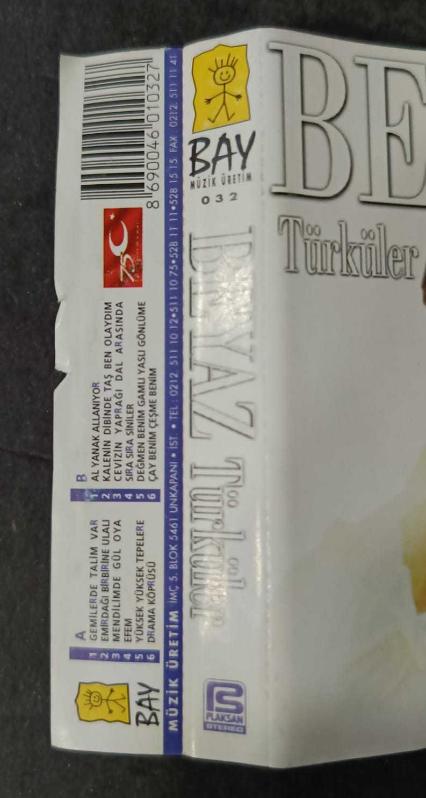 BAY
A
1 GEMİLERDE TALİM VAR
2 EMİRDAĞI BİRBİRİNE ULALI
3 MENDİLİMDE GÜL OYA
4 EFEM
5 YÜKSEK YÜKSEK TEPELERE
6 DRAMA KÖPRÜSÜ
B
1 AL YANAK ALLANIYOR
2 KALENİN DİBİNDE TAŞ BEN OLAYDIM
3 CEVİZİN YAPRAĞI DAL ARASINDA
4 SIRA SIRA SİNİLER
5 DEĞMEN BENİM GAMLI YASLI GÖNLÜME
6 ÇAY BENİM ÇEŞME BENİM
75
8 690046 010327
MÜZİK ÜRETİM İMÇ 5. BLOK 5461 UNKAPANI • İST. • TEL: 0212. 511 10 12•511 10 75•528 11 11•528 15 15 FAX: 0212. 511 11 41
BAY
MÜZİK ÜRETİM
032
BEYAZ Türküler
PLAKSAN
STEREO
BE
Türküler